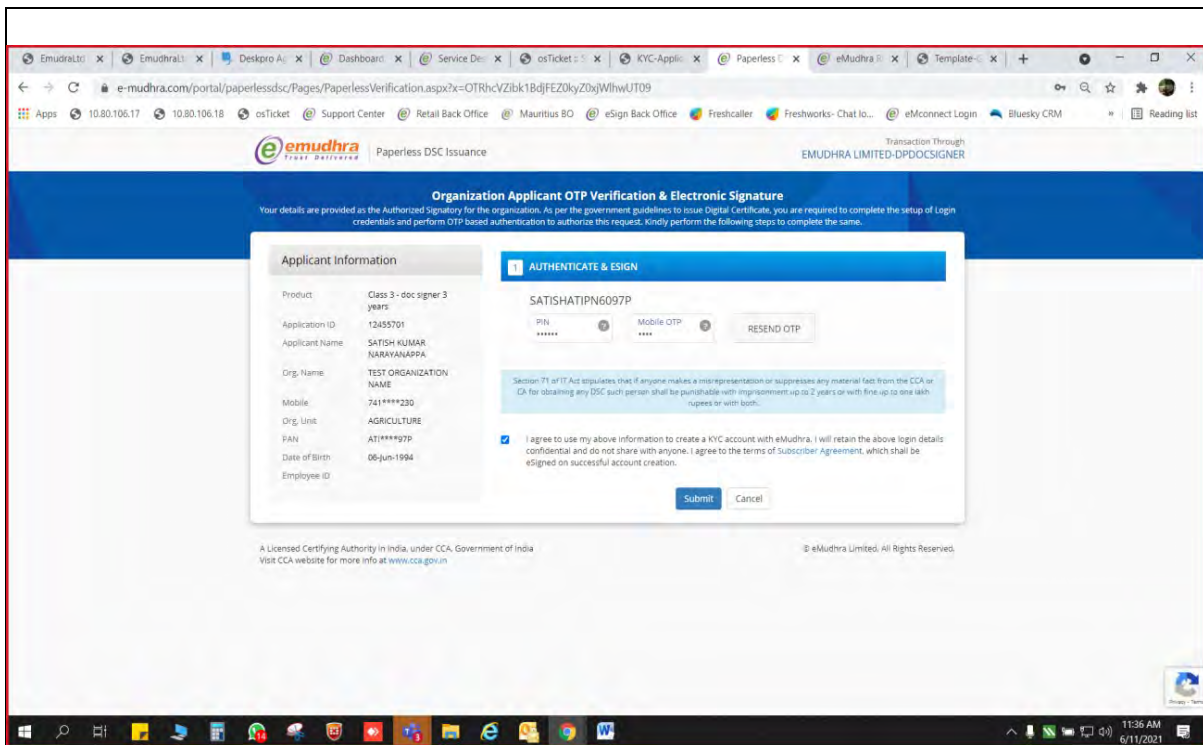 EmudraLtd
EmudhraLt
Deskpro A
Dashboard
Service De
osTicket :: S
KYC-Applic
Paperless D
eMudhra R
Template-
e-mudhra.com/portal/paperlessdsc/Pages/PaperlessVerification.aspx?x=OTRhcVZibk1BdjFEZ0kyZ0xjWlhwUT09
Apps 10.80.106.17 10.80.106.18 osTicket Support Center Retail Back Office Mauritius BO eSign Back Office Freshcaller Freshworks- Chat lo... eMconnect Login Bluesky CRM » Reading list
emudhra Paperless DSC Issuance
Trust Delivered
Transaction Through
EMUDHRA LIMITED-DPDOCSIGNER
Organization Applicant OTP Verification & Electronic Signature
Your details are provided as the Authorized Signatory for the organization. As per the government guidelines to issue Digital Certificate, you are required to complete the setup of Login
credentials and perform OTP based authentication to authorize this request. Kindly perform the following steps to complete the same.
Applicant Information
Product Class 3 - doc signer 3
years
Application ID 12455701
Applicant Name SATISH KUMAR
NARAYANAPPA
Org. Name TEST ORGANIZATION
NAME
Mobile 741****230
Org. Unit AGRICULTURE
PAN ATI****97P
Date of Birth 06-Jun-1994
Employee ID
1 AUTHENTICATE & ESIGN
SATISHATIPN6097P
PIN Mobile OTP
•••••• ? •••• ? RESEND OTP
Section 71 of IT Act stipulates that if anyone makes a misrepresentation or suppresses any material fact from the CCA or
CA for obtaining any DSC such person shall be punishable with imprisonment up to 2 years or with fine up to one lakh
rupees or with both.
I agree to use my above information to create a KYC account with eMudhra. I will retain the above login details
confidential and do not share with anyone. I agree to the terms of Subscriber Agreement, which shall be
eSigned on successful account creation.
Submit Cancel
A Licensed Certifying Authority in India, under CCA, Government of India
Visit CCA website for more info at www.cca.gov.in
© eMudhra Limited. All Rights Reserved.
Privacy - Terms
11:36 AM
6/11/2021